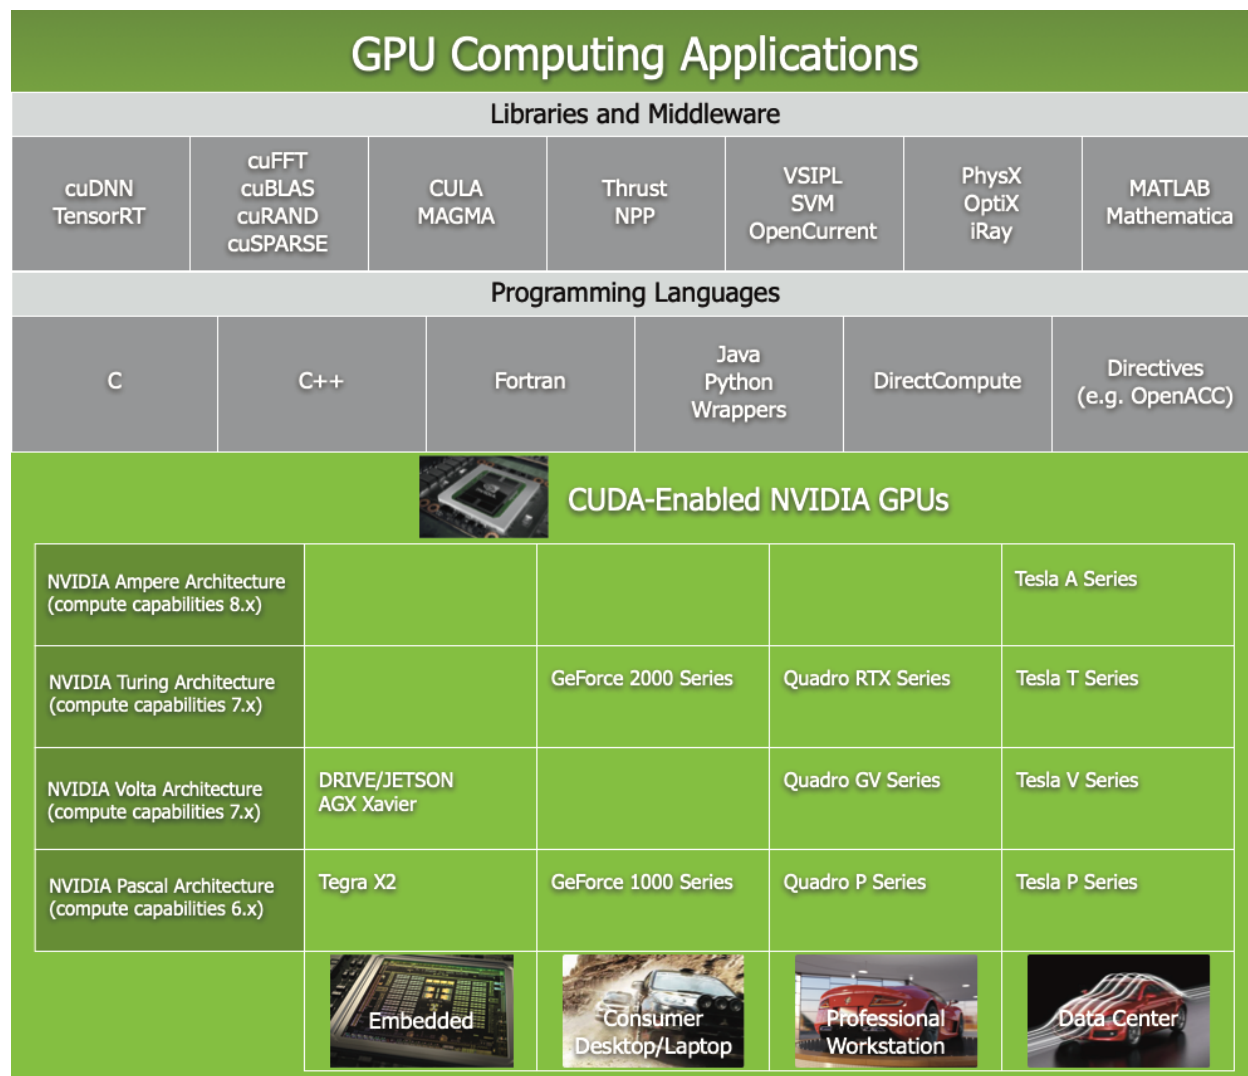 GPU Computing Applications
Libraries and Middleware
cuDNN
TensorRT
cuFFT
cuBLAS
cuRAND
cuSPARSE
CULA
MAGMA
Thrust
NPP
VSIPL
SVM
OpenCurrent
PhysX
OptiX
iRay
MATLAB
Mathematica
Programming Languages
C
C++
Fortran
Java
Python
Wrappers
DirectCompute
Directives
(e.g. OpenACC)
CUDA-Enabled NVIDIA GPUs
NVIDIA Ampere Architecture
(compute capabilities 8.x)
Tesla A Series
NVIDIA Turing Architecture
(compute capabilities 7.x)
GeForce 2000 Series
Quadro RTX Series
Tesla T Series
NVIDIA Volta Architecture
(compute capabilities 7.x)
DRIVE/JETSON
AGX Xavier
Quadro GV Series
Tesla V Series
NVIDIA Pascal Architecture
(compute capabilities 6.x)
Tegra X2
GeForce 1000 Series
Quadro P Series
Tesla P Series
Embedded
Consumer
Desktop/Laptop
Professional
Workstation
Data Center